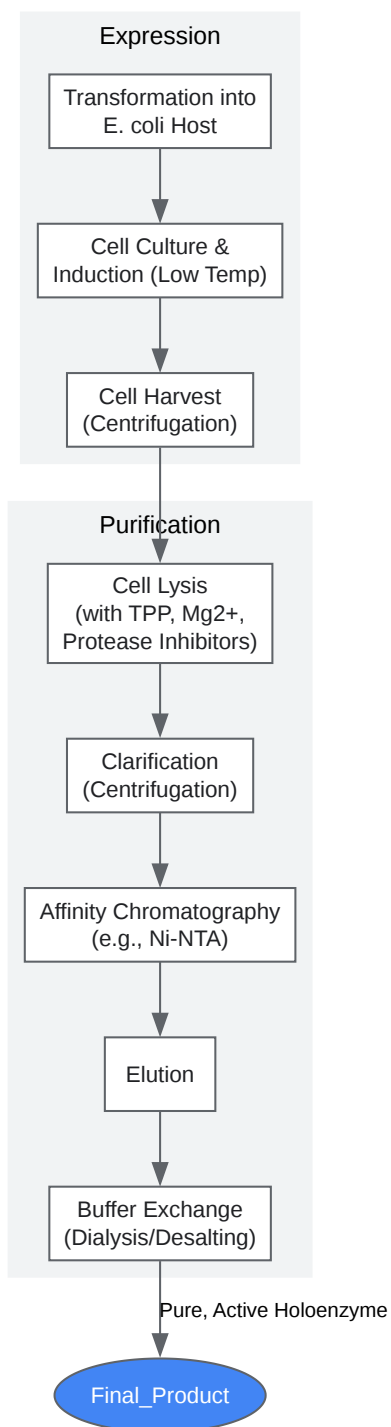 Expression
Transformation into
E. coli Host
Cell Culture &
Induction (Low Temp)
Cell Harvest
(Centrifugation)
Purification
Cell Lysis
(with TPP, Mg2+,
Protease Inhibitors)
Clarification
(Centrifugation)
Affinity Chromatography
(e.g., Ni-NTA)
Elution
Buffer Exchange
(Dialysis/Desalting)
Pure, Active Holoenzyme
Final_Product